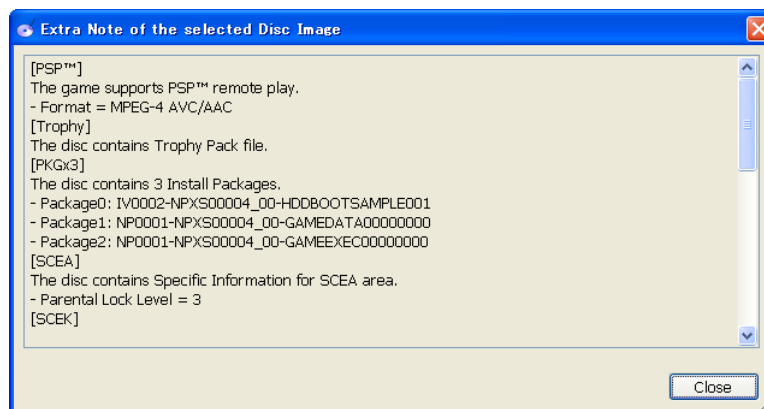 Extra Note of the selected Disc Image
[PSP™]
The game supports PSP™ remote play.
- Format = MPEG-4 AVC/AAC
[Trophy]
The disc contains Trophy Pack file.
[PKGx3]
The disc contains 3 Install Packages.
- Package0: IV0002-NPXS00004_00-HDDBOOTSAMPLE001
- Package1: NP0001-NPXS00004_00-GAMEDATA00000000
- Package2: NP0001-NPXS00004_00-GAMEEXEC00000000
[SCEA]
The disc contains Specific Information for SCEA area.
- Parental Lock Level = 3
[SCEK]
Close